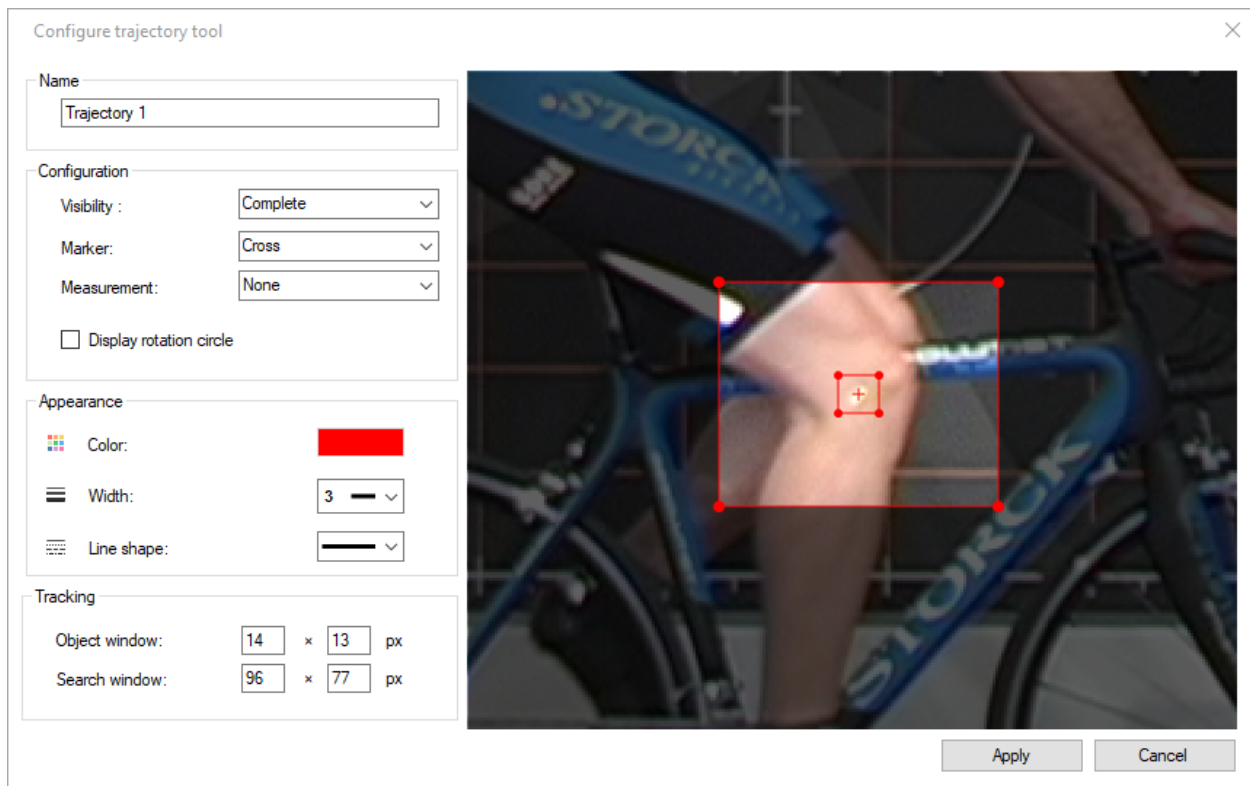 Configure trajectory tool
Name
Trajectory 1
Configuration
Visibility :
Complete
Marker:
Cross
Measurement:
None
Display rotation circle
Appearance
Color:
Width:
3
Line shape:
Tracking
Object window:
14 × 13 px
Search window:
96 × 77 px
STORCK
STORCK
Apply
Cancel